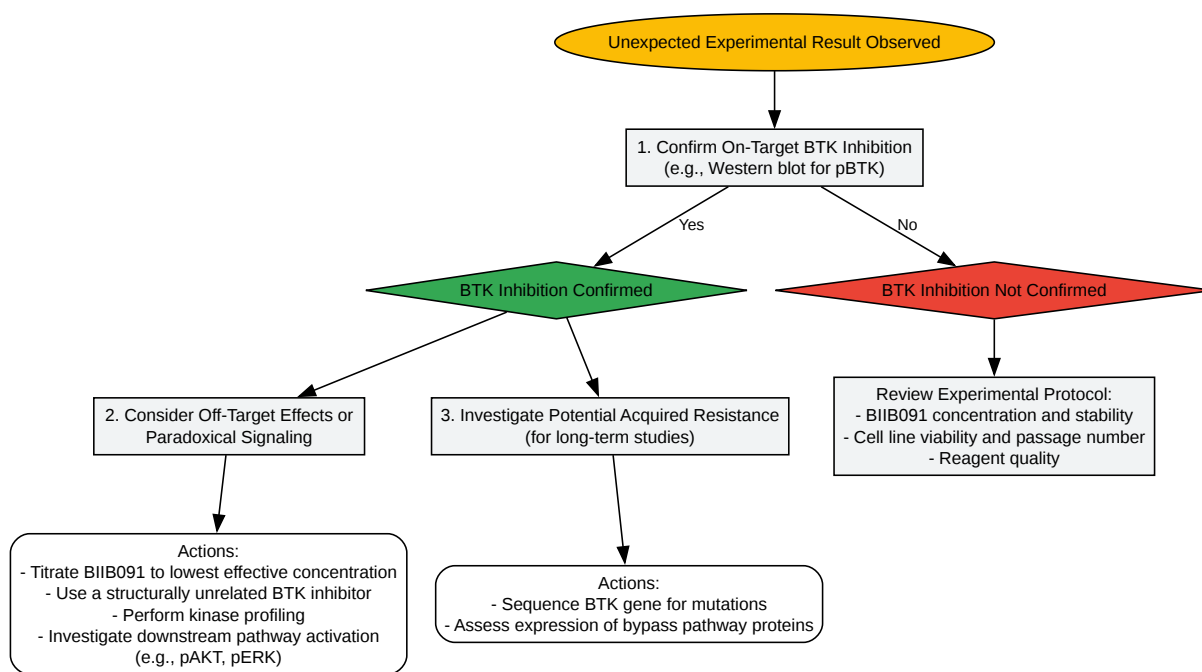 Unexpected Experimental Result Observed
1. Confirm On-Target BTK Inhibition
(e.g., Western blot for pBTK)
Yes
No
BTK Inhibition Confirmed
BTK Inhibition Not Confirmed
2. Consider Off-Target Effects or
Paradoxical Signaling
3. Investigate Potential Acquired Resistance
(for long-term studies)
Review Experimental Protocol:
- BIIB091 concentration and stability
- Cell line viability and passage number
- Reagent quality
Actions:
- Titrate BIIB091 to lowest effective concentration
- Use a structurally unrelated BTK inhibitor
- Perform kinase profiling
- Investigate downstream pathway activation
(e.g., pAKT, pERK)
Actions:
- Sequence BTK gene for mutations
- Assess expression of bypass pathway proteins